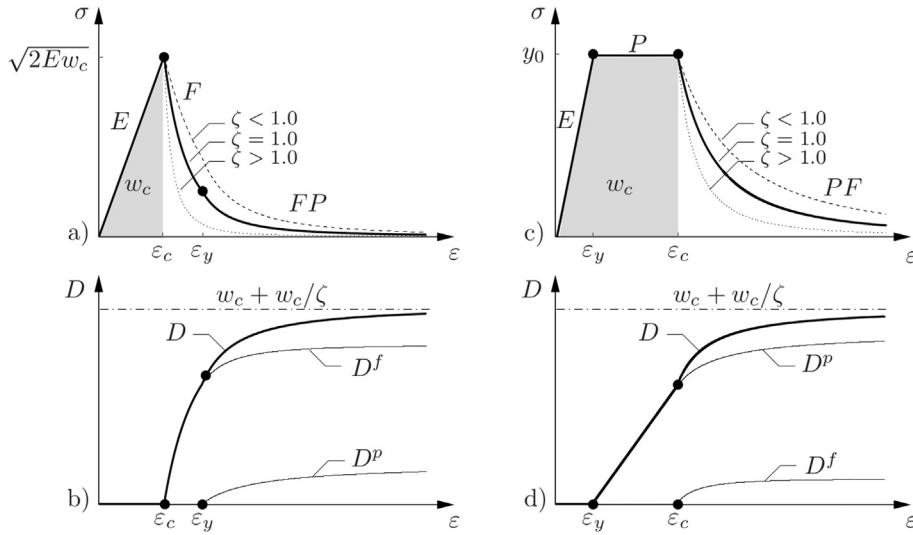 σ
√2Ew_c
E
F
ζ < 1.0
ζ = 1.0
ζ > 1.0
w_c
FP
a)
ε_c
ε_y
ε
σ
y_0
P
E
ζ < 1.0
ζ = 1.0
ζ > 1.0
w_c
PF
c)
ε_y
ε_c
ε
D
w_c + w_c/ζ
D
D^f
D^p
b)
ε_c
ε_y
ε
D
w_c + w_c/ζ
D
D^p
D^f
d)
ε_y
ε_c
ε